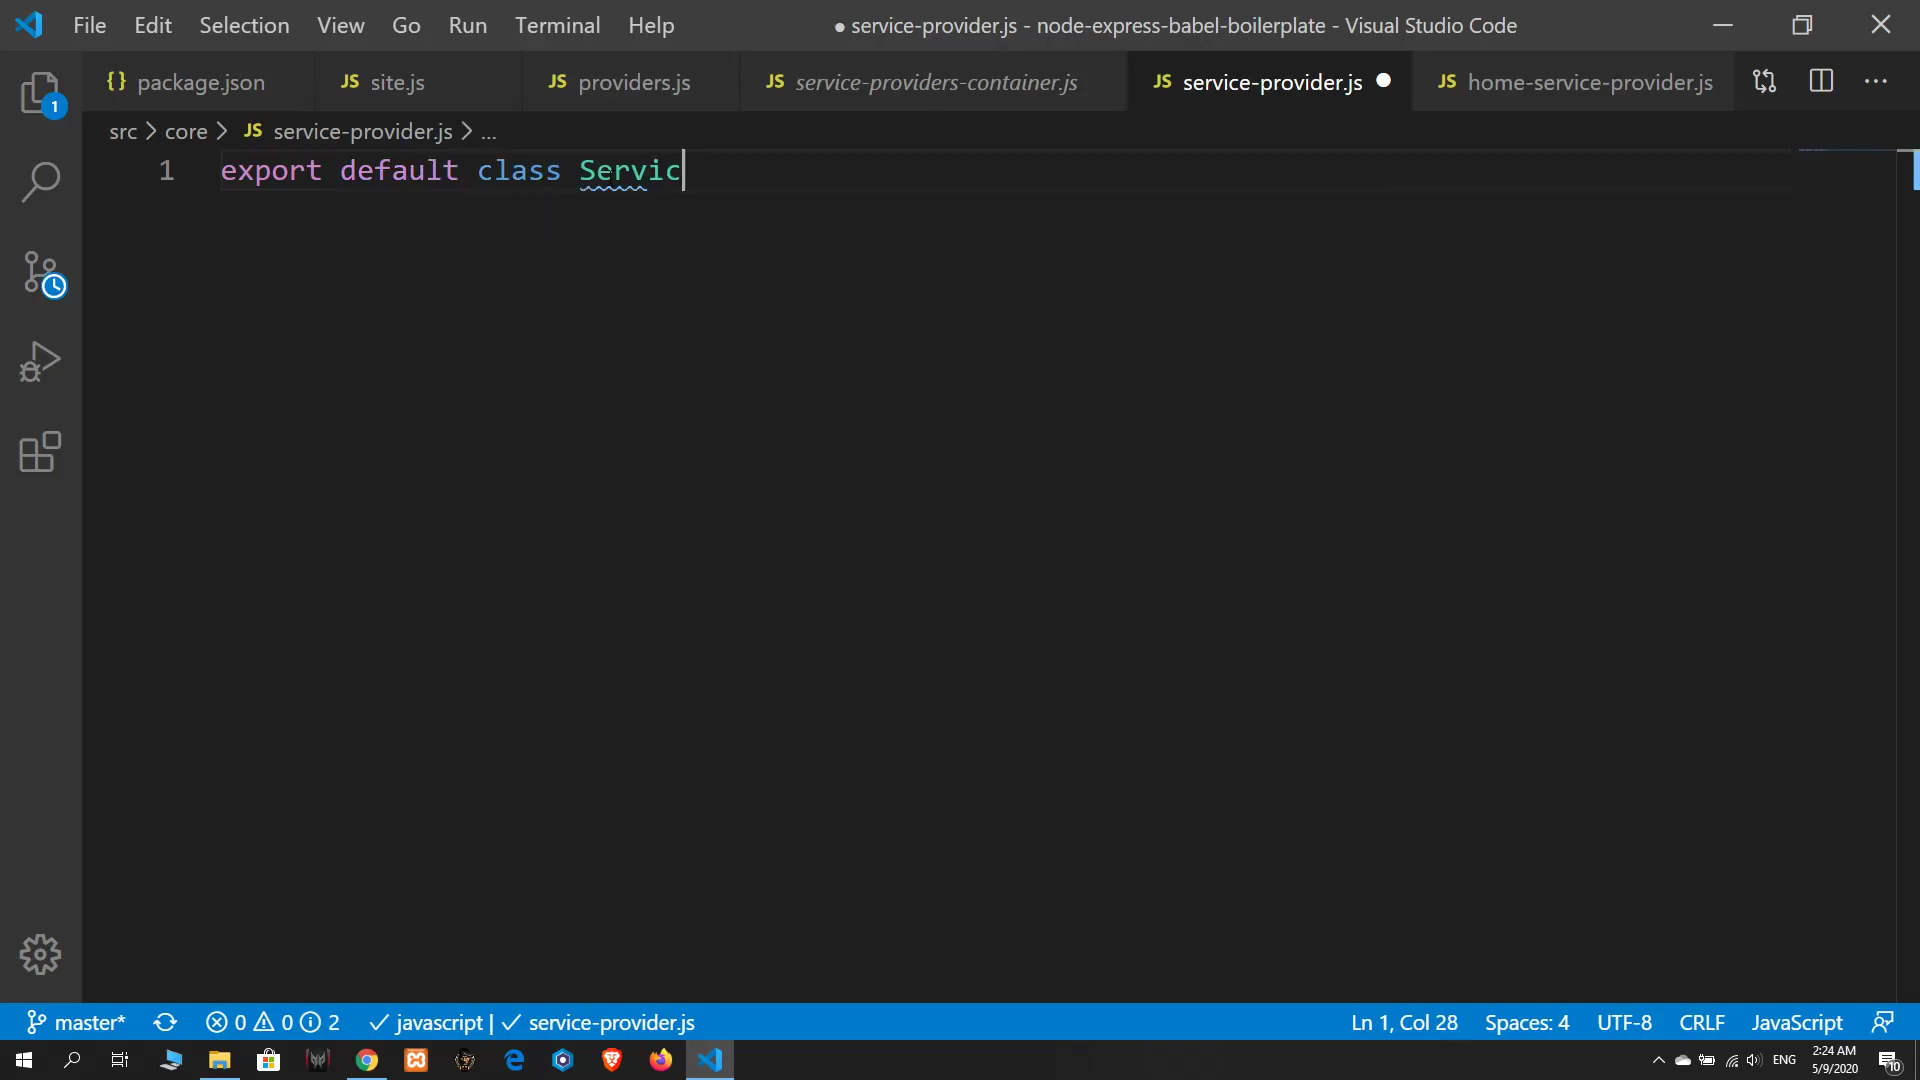 File Edit Selection View Go Run Terminal Help ● service-provider.js - node-express-babel-boilerplate - Visual Studio Code
{} package.json JS site.js JS providers.js JS service-providers-container.js JS service-provider.js JS home-service-provider.js ...
1
src > core > JS service-provider.js > ...
1 export default class Servic
master* 0 0 2 javascript | service-provider.js Ln 1, Col 28 Spaces: 4 UTF-8 CRLF JavaScript
ENG 2:24 AM
5/9/2020 10